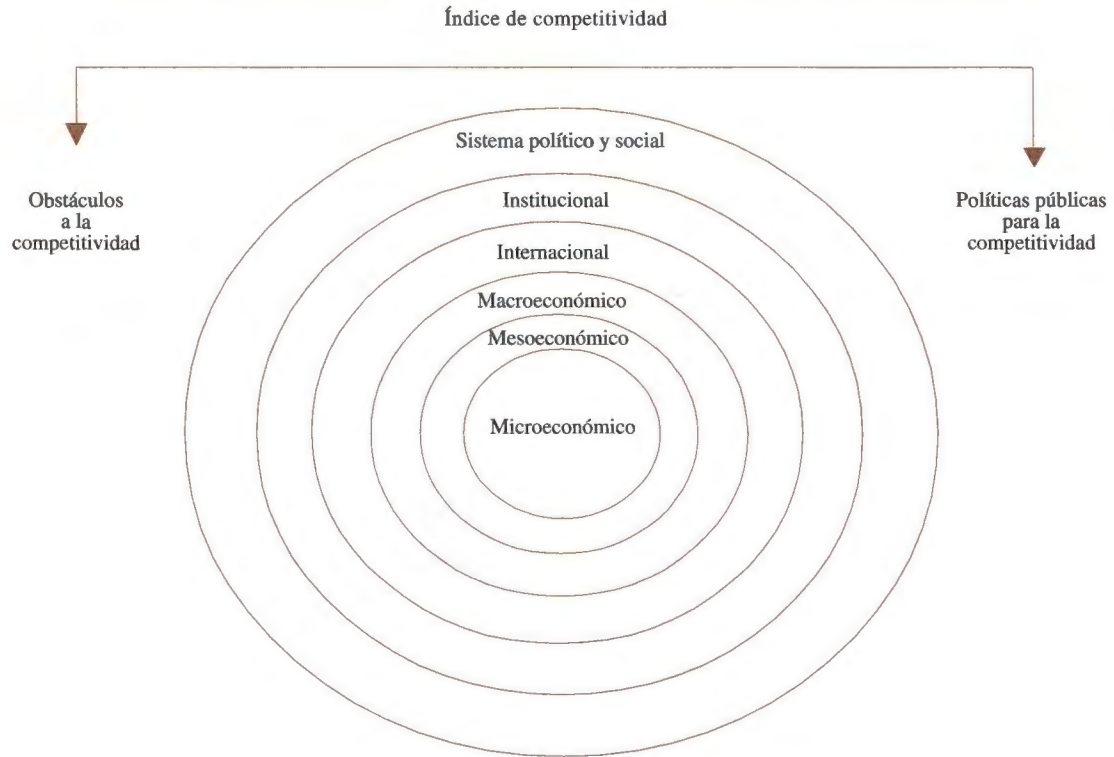 Índice de competitividad
Obstáculos
a la
competitividad
Sistema político y social
Institucional
Internacional
Macroeconómico
Mesoeconómico
Microeconómico
Políticas públicas
para la
competitividad